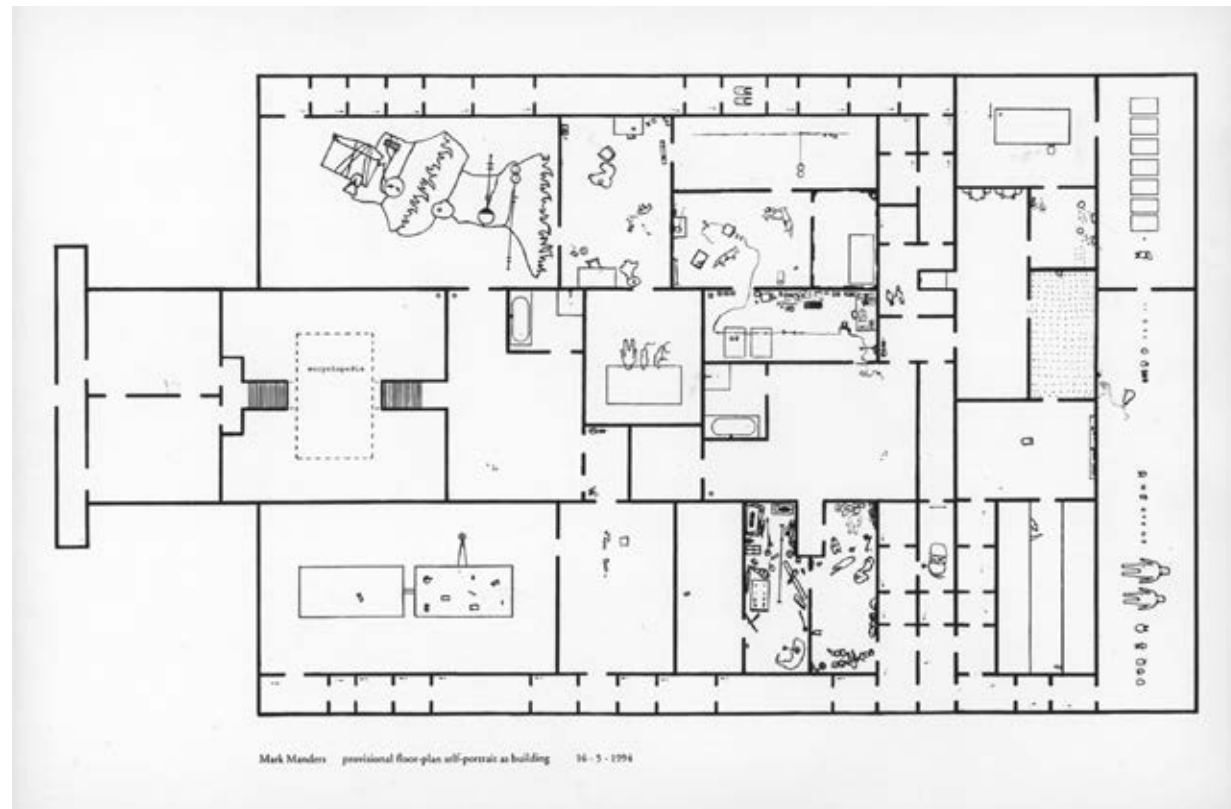 encyclopedie
Mark Manders provisional floor-plan self-portrait as building 16 - 5 - 1994